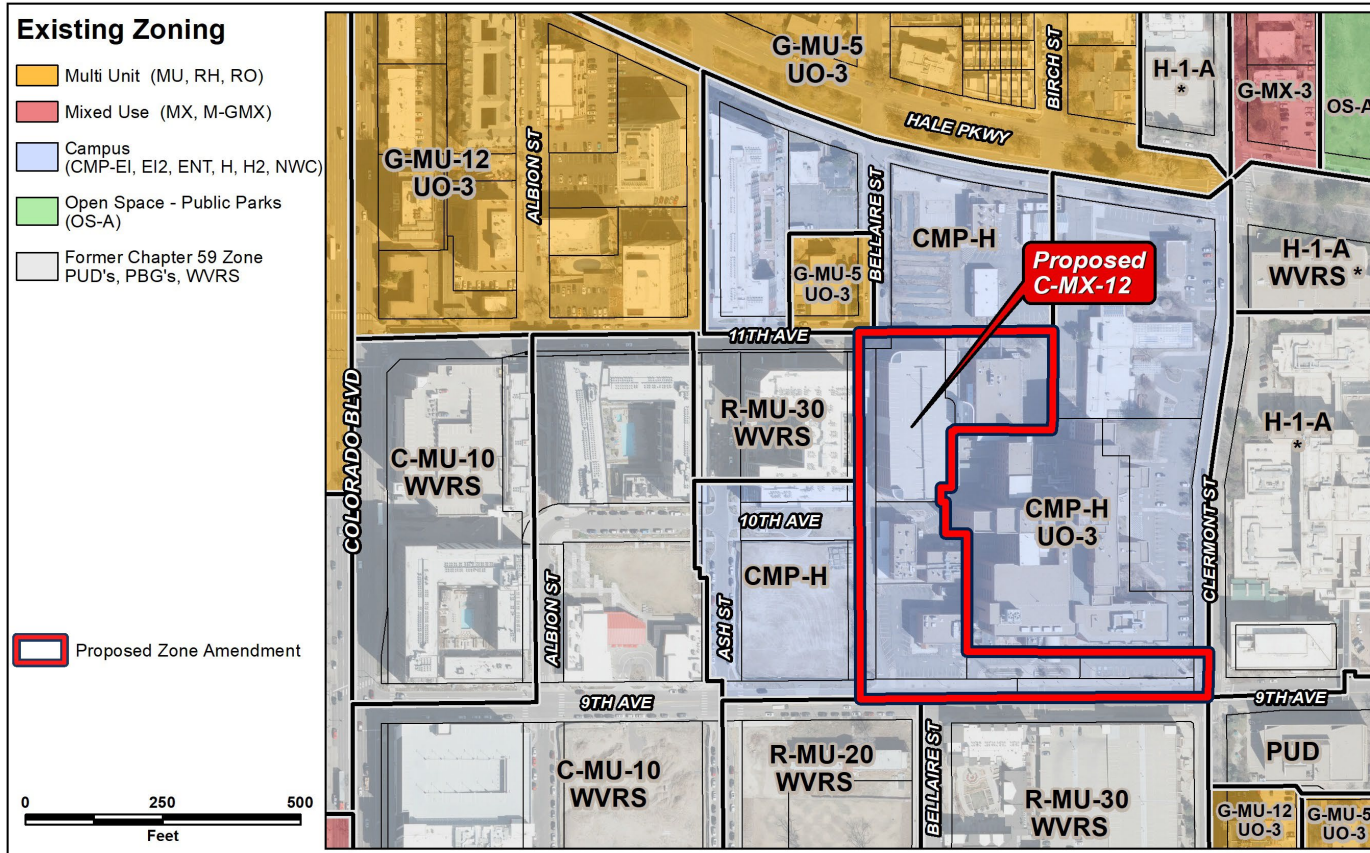 Existing Zoning
Multi Unit (MU, RH, RO)
Mixed Use (MX, M-GMX)
Campus
(CMP-EI, EI2, ENT, H, H2, NWC)
Open Space - Public Parks
(OS-A)
Former Chapter 59 Zone
PUD's, PBG's, WVRS
Proposed Zone Amendment
0 250 500
Feet
G-MU-5
UO-3
BIRCH ST
H-1-A
*
G-MX-3
OS-A
HALE PKWY
G-MU-12
UO-3
ALBION ST
BELLAIRE ST
CMP-H
Proposed
C-MX-12
H-1-A
WVRS *
G-MU-5
UO-3
11TH AVE
COLORADO BLVD
C-MU-10
WVRS
R-MU-30
WVRS
H-1-A
*
10TH AVE
CMP-H
CMP-H
UO-3
CLERMONT ST
ALBION ST
ASH ST
9TH AVE
9TH AVE
C-MU-10
WVRS
R-MU-20
WVRS
BELLAIRE ST
R-MU-30
WVRS
PUD
G-MU-12
UO-3
G-MU-5
UO-3